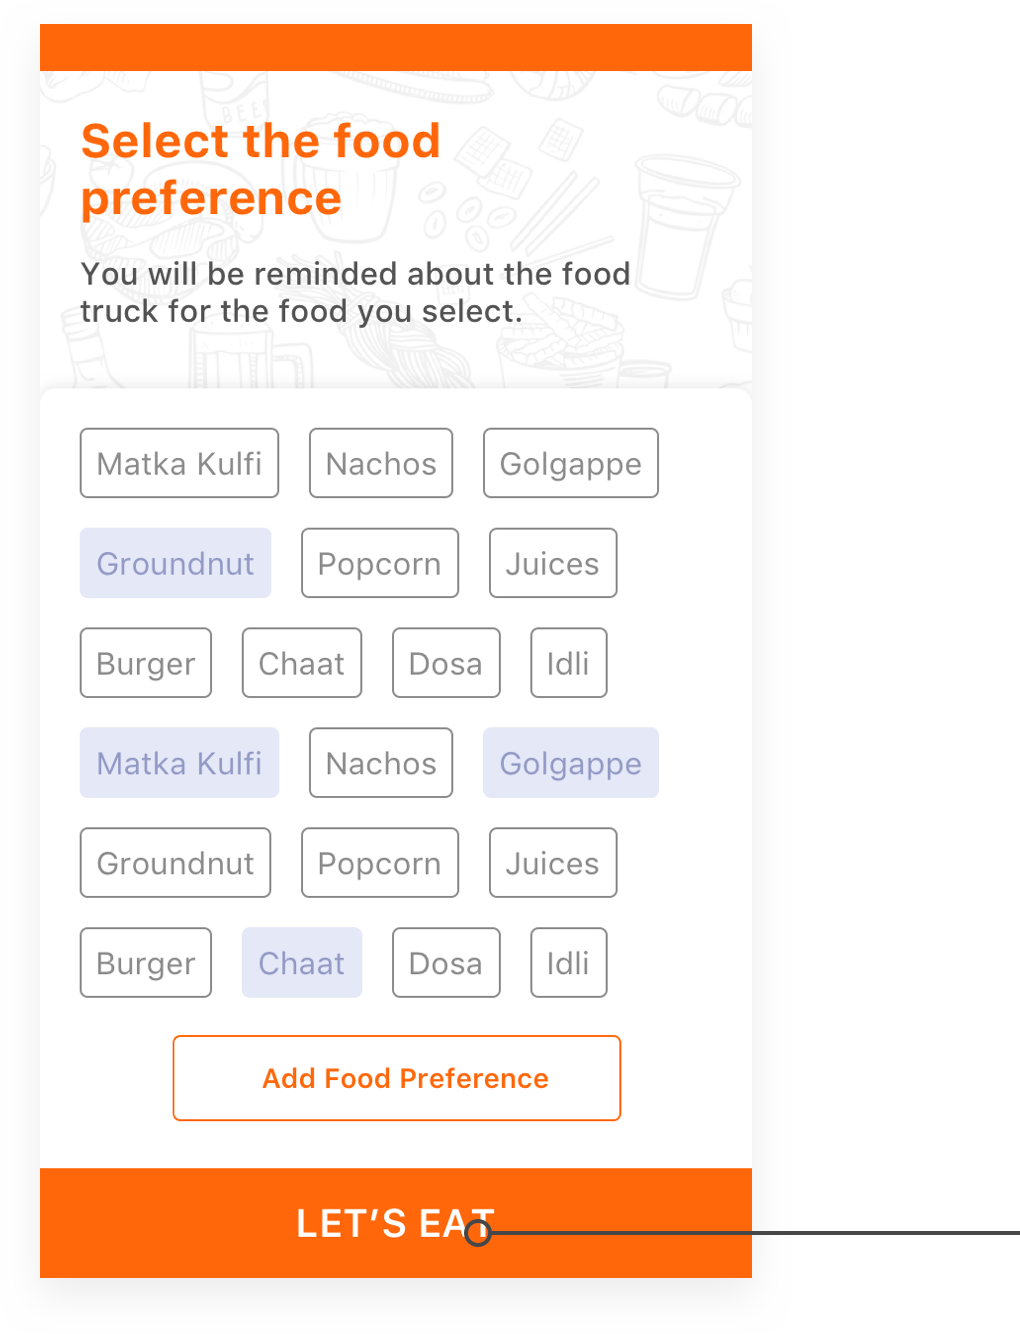 BEER
Select the food
preference
You will be reminded about the food
truck for the food you select.
Matka Kulfi Nachos Golgappe
Groundnut Popcorn Juices
Burger Chaat Dosa Idli
Matka Kulfi Nachos Golgappe
Groundnut Popcorn Juices
Burger Chaat Dosa Idli
Add Food Preference
LET’S EAT